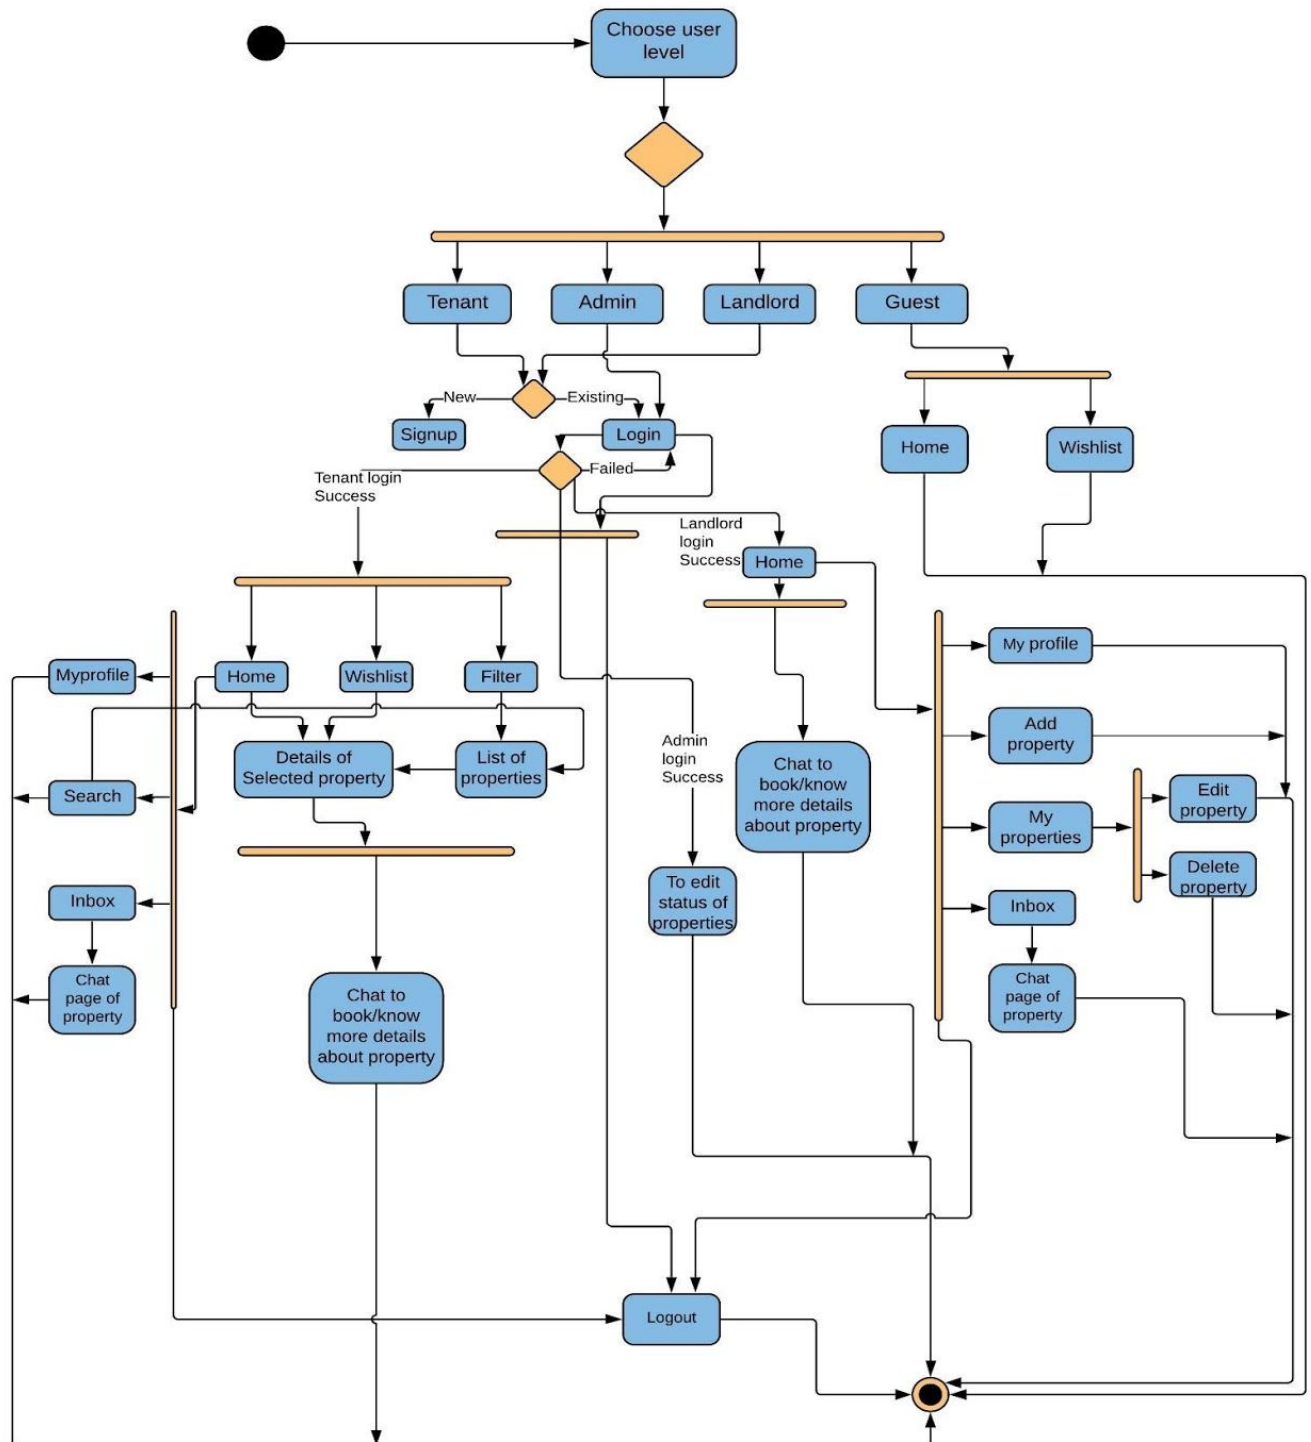 Choose user
level
Tenant
Admin
Landlord
Guest
New
Existing
Signup
Login
Home
Wishlist
Failed
Tenant login
Success
Landlord
login
Success
Home
My profile
Myprofile
Home
Wishlist
Filter
Add
property
Details of
Selected property
List of
properties
Admin
login
Success
Chat to
book/know
more details
about property
Search
Edit
property
My
properties
Delete
property
To edit
status of
properties
Inbox
Inbox
Chat
page of
property
Chat
page of
property
Chat to
book/know
more details
about property
Logout